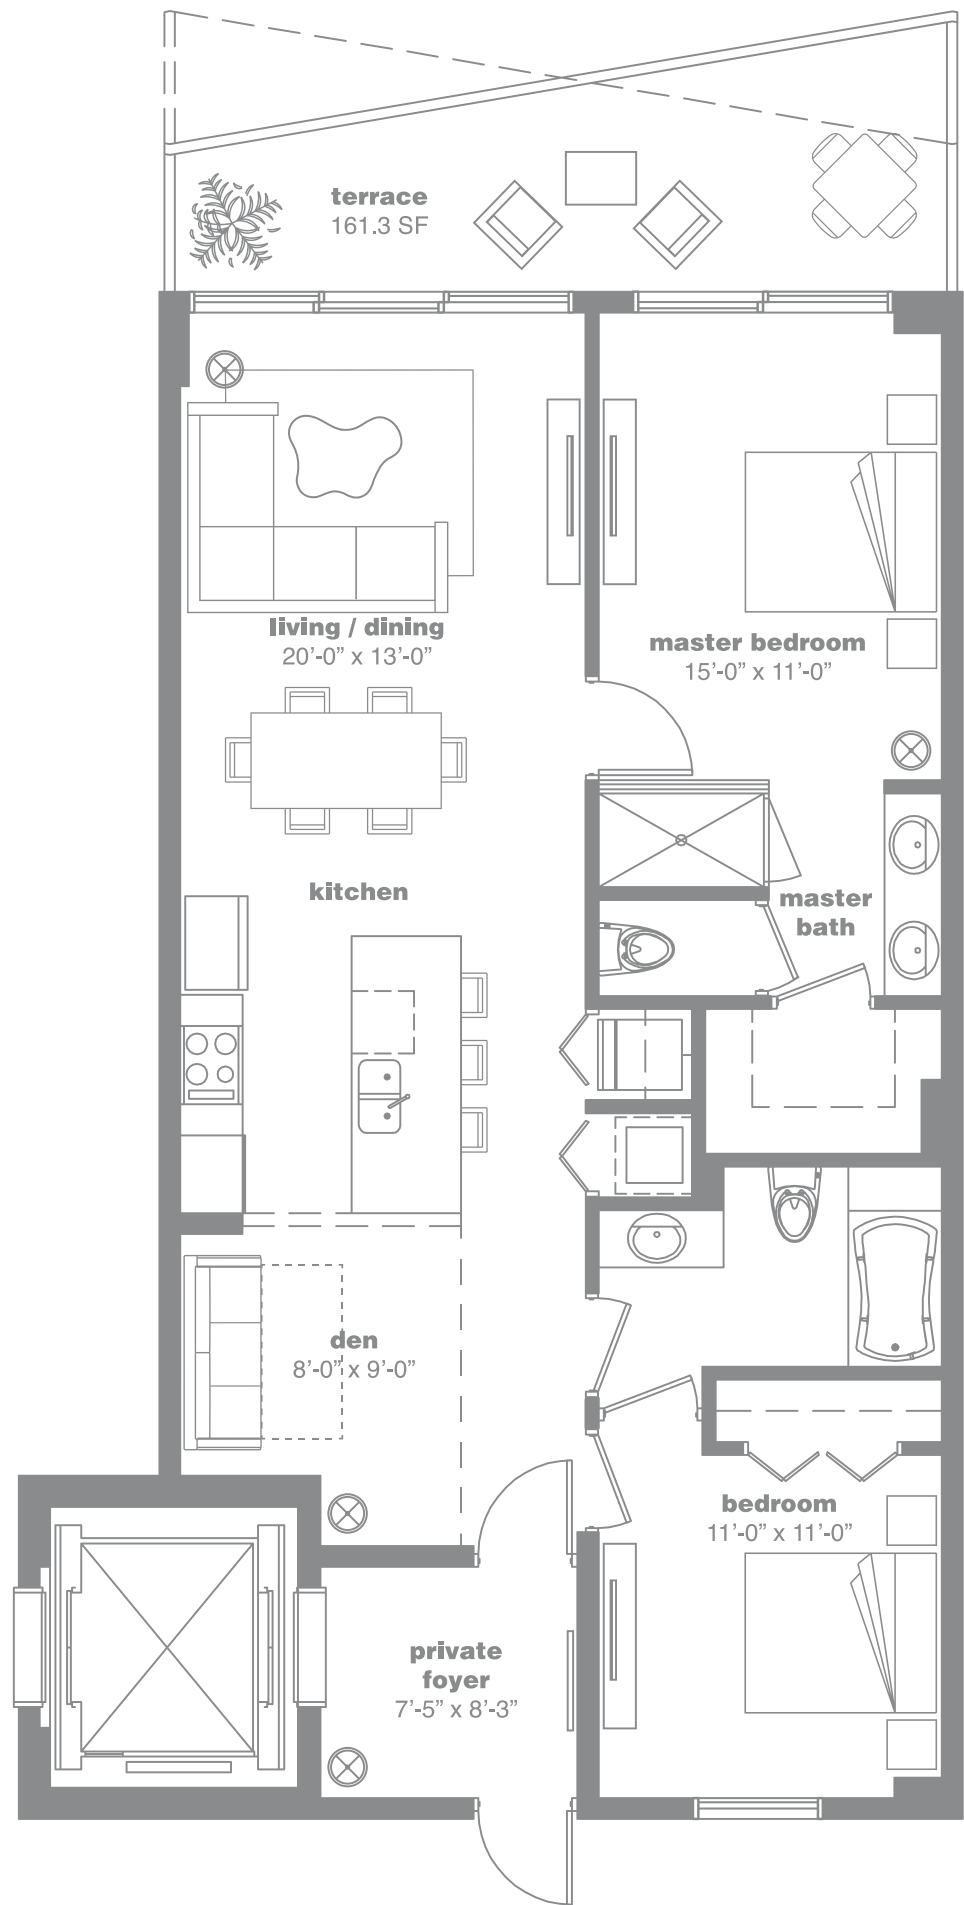 terrace
161.3 SF
living / dining
20’-0” x 13’-0”
master bedroom
15’-0” x 11’-0”
kitchen
master
bath
den
8’-0” x 9’-0”
bedroom
11’-0” x 11’-0”
private
foyer
7’-5” x 8’-3”